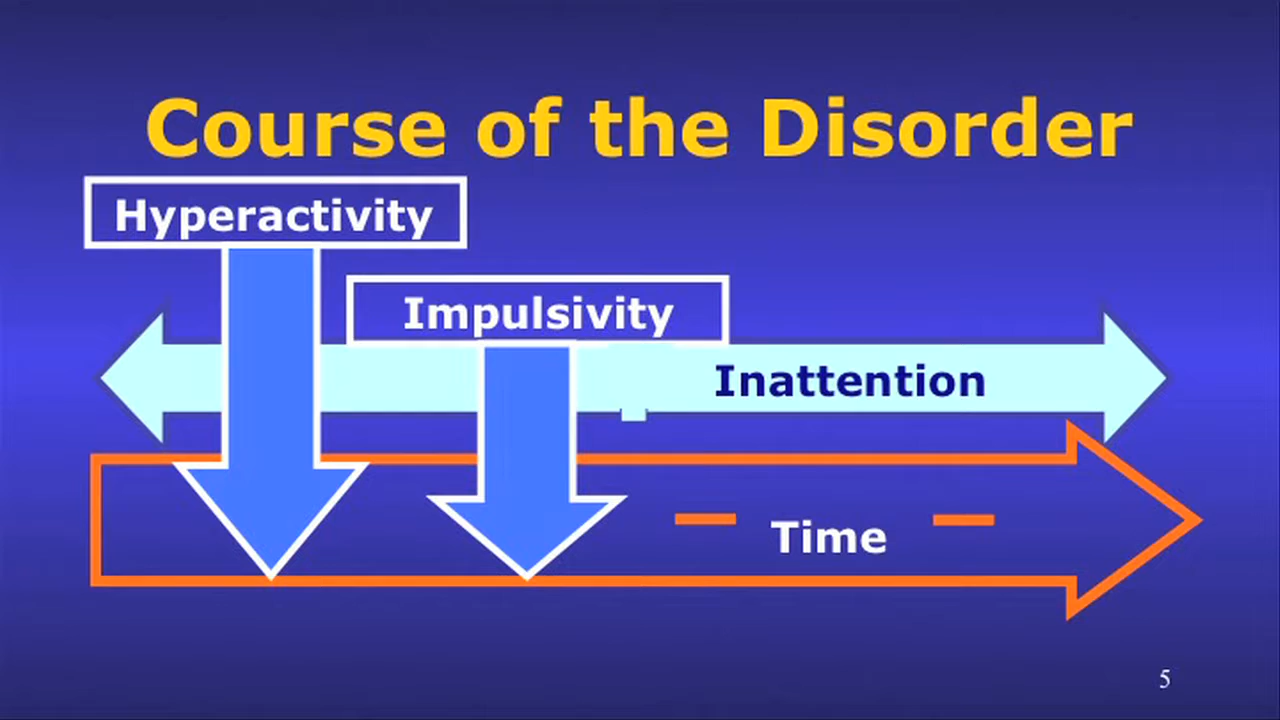 Course of the Disorder
Hyperactivity
Impulsivity
Inattention
Time
5